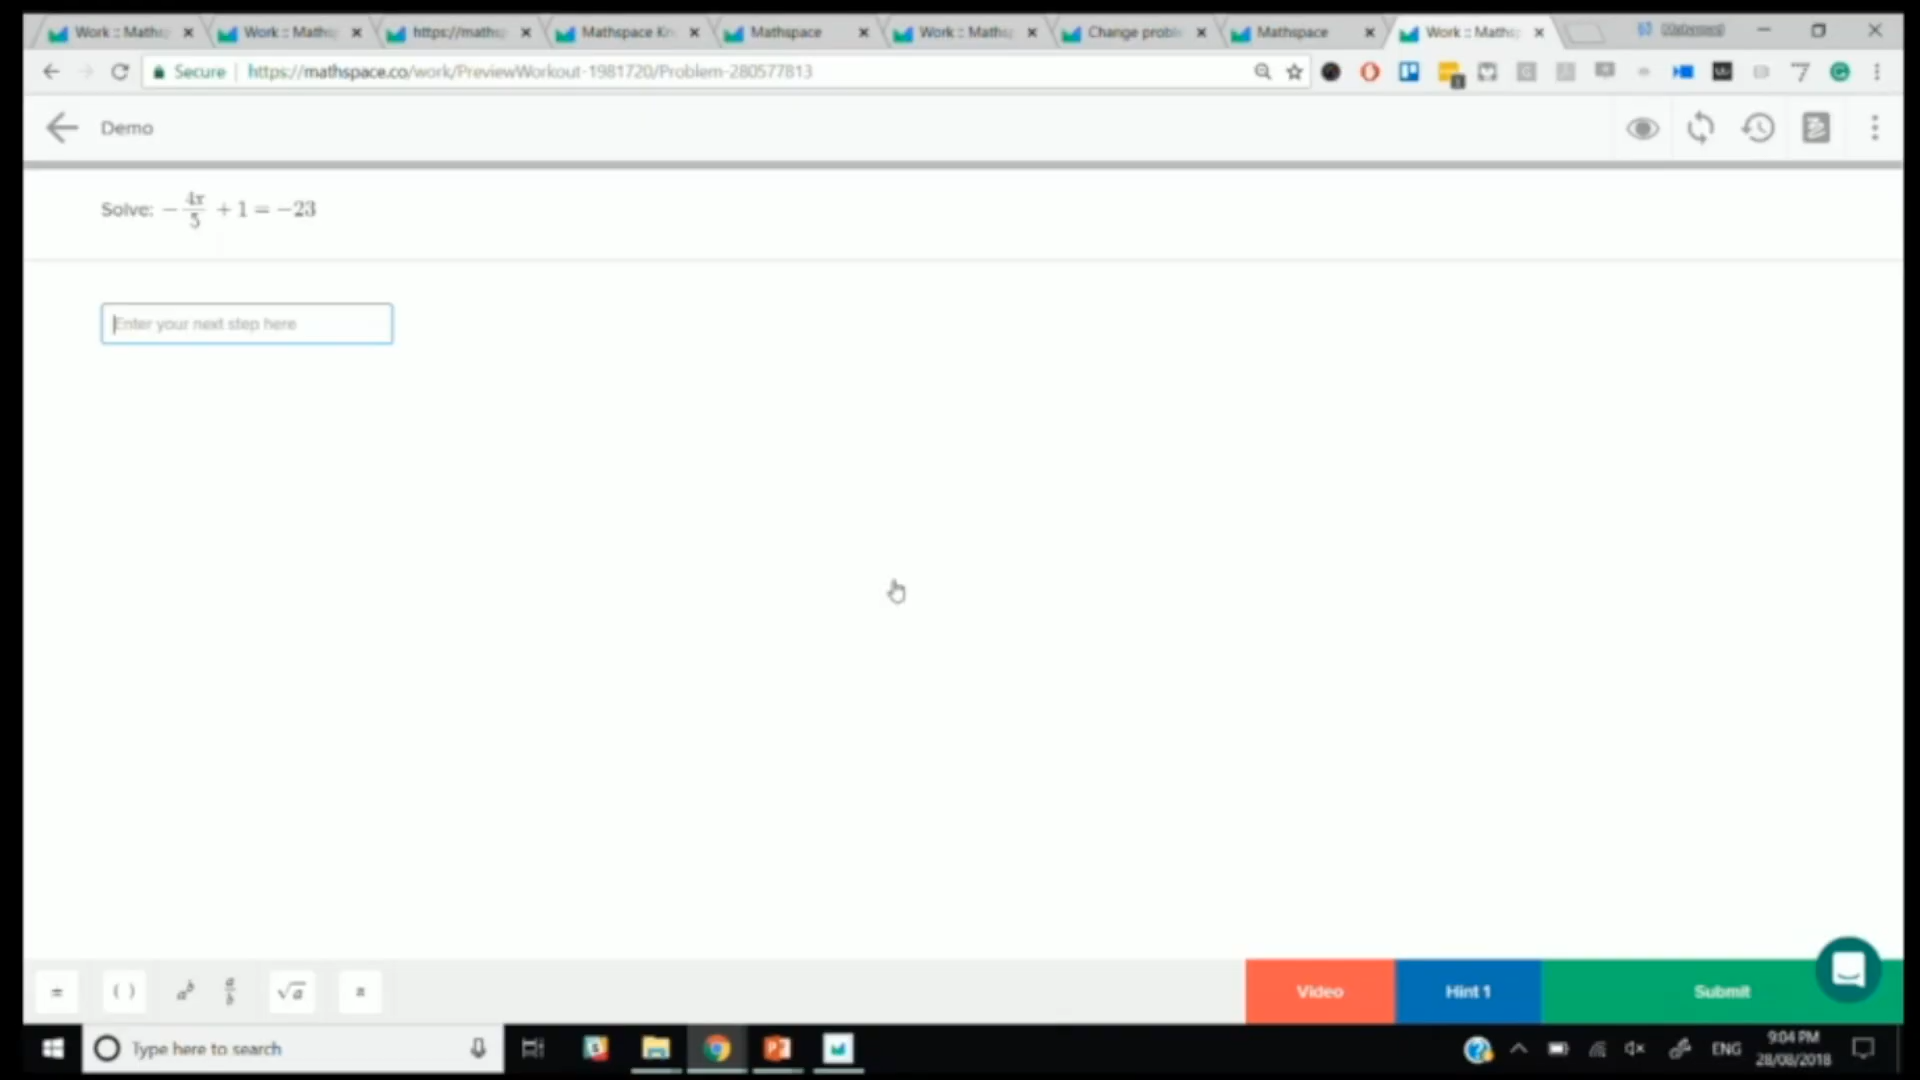 Work :: Maths
Work :: Maths
https://maths
Mathspace Kn
Mathspace
Work :: Maths
Change probl
Mathspace
Work :: Maths
Secure
https://mathspace.co/work/PreviewWorkout-1981720/Problem-280577813
Demo
Solve: −4x/5 + 1 = −23
Enter your next step here
( )
a^b
a/b
√a
Video
Hint 1
Submit
Type here to search
ENG
9:04 PM
28/08/2018